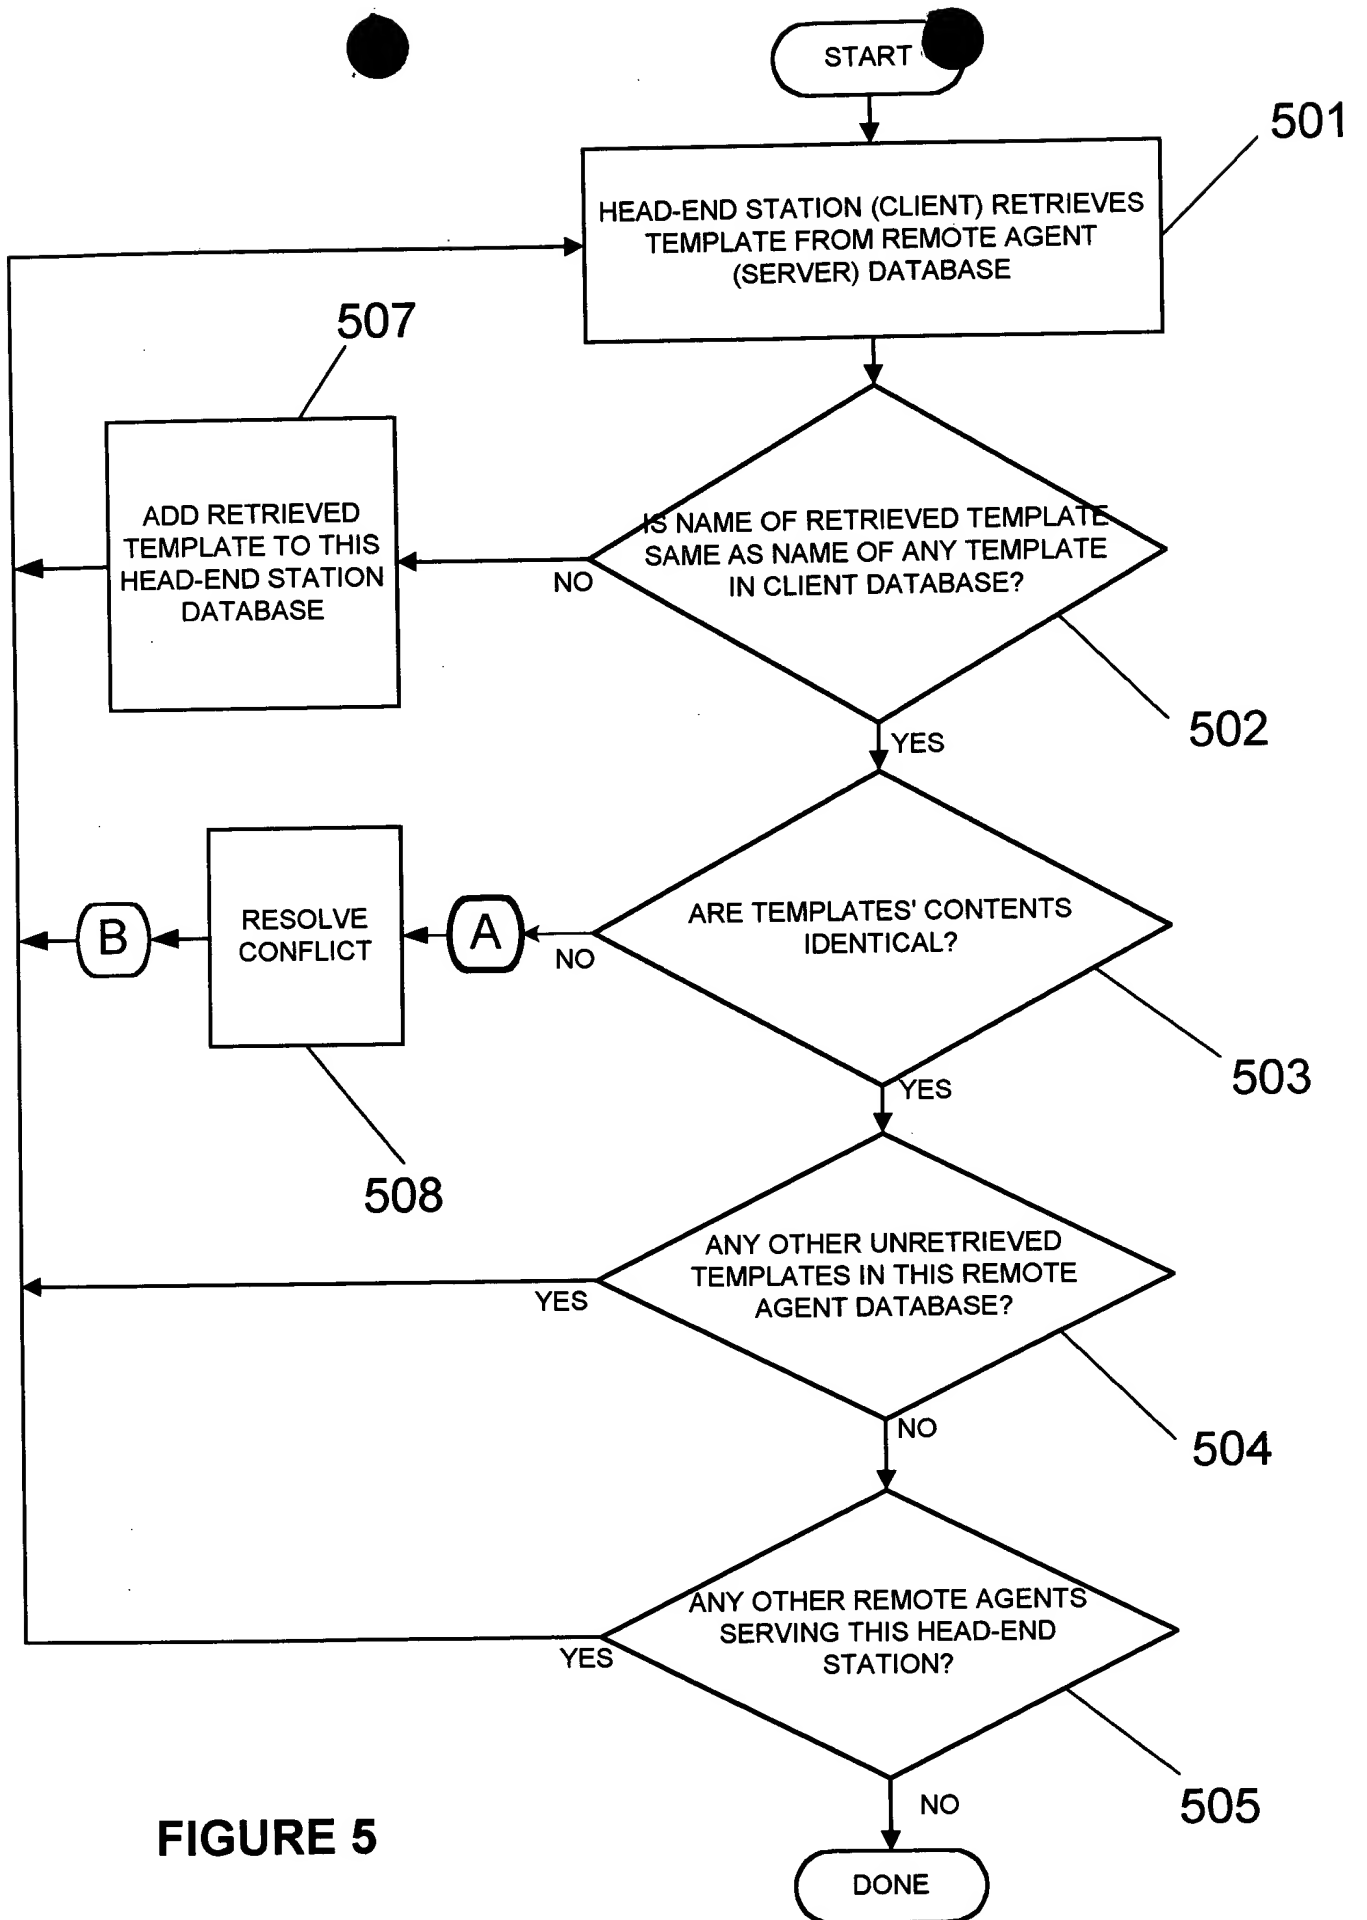 START
501
HEAD-END STATION (CLIENT) RETRIEVES
TEMPLATE FROM REMOTE AGENT
(SERVER) DATABASE
507
ADD RETRIEVED
TEMPLATE TO THIS
HEAD-END STATION
DATABASE
NO
IS NAME OF RETRIEVED TEMPLATE
SAME AS NAME OF ANY TEMPLATE
IN CLIENT DATABASE?
502
YES
B
RESOLVE
CONFLICT
A
NO
ARE TEMPLATES' CONTENTS
IDENTICAL?
503
YES
508
ANY OTHER UNRETRIEVED
TEMPLATES IN THIS REMOTE
AGENT DATABASE?
YES
504
NO
ANY OTHER REMOTE AGENTS
SERVING THIS HEAD-END
STATION?
YES
505
NO
FIGURE 5
DONE